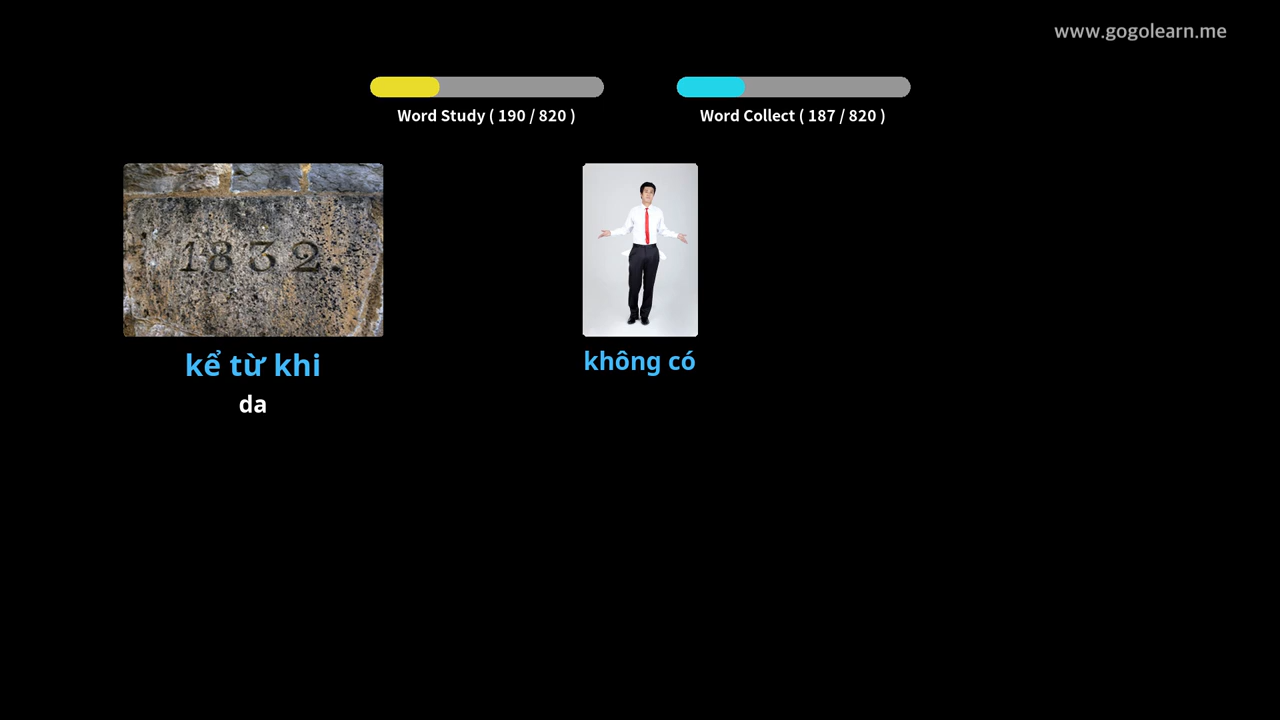 www.gogolearn.me
Word Study ( 190 / 820 )
Word Collect ( 187 / 820 )
1832.
kể từ khi
da
không có